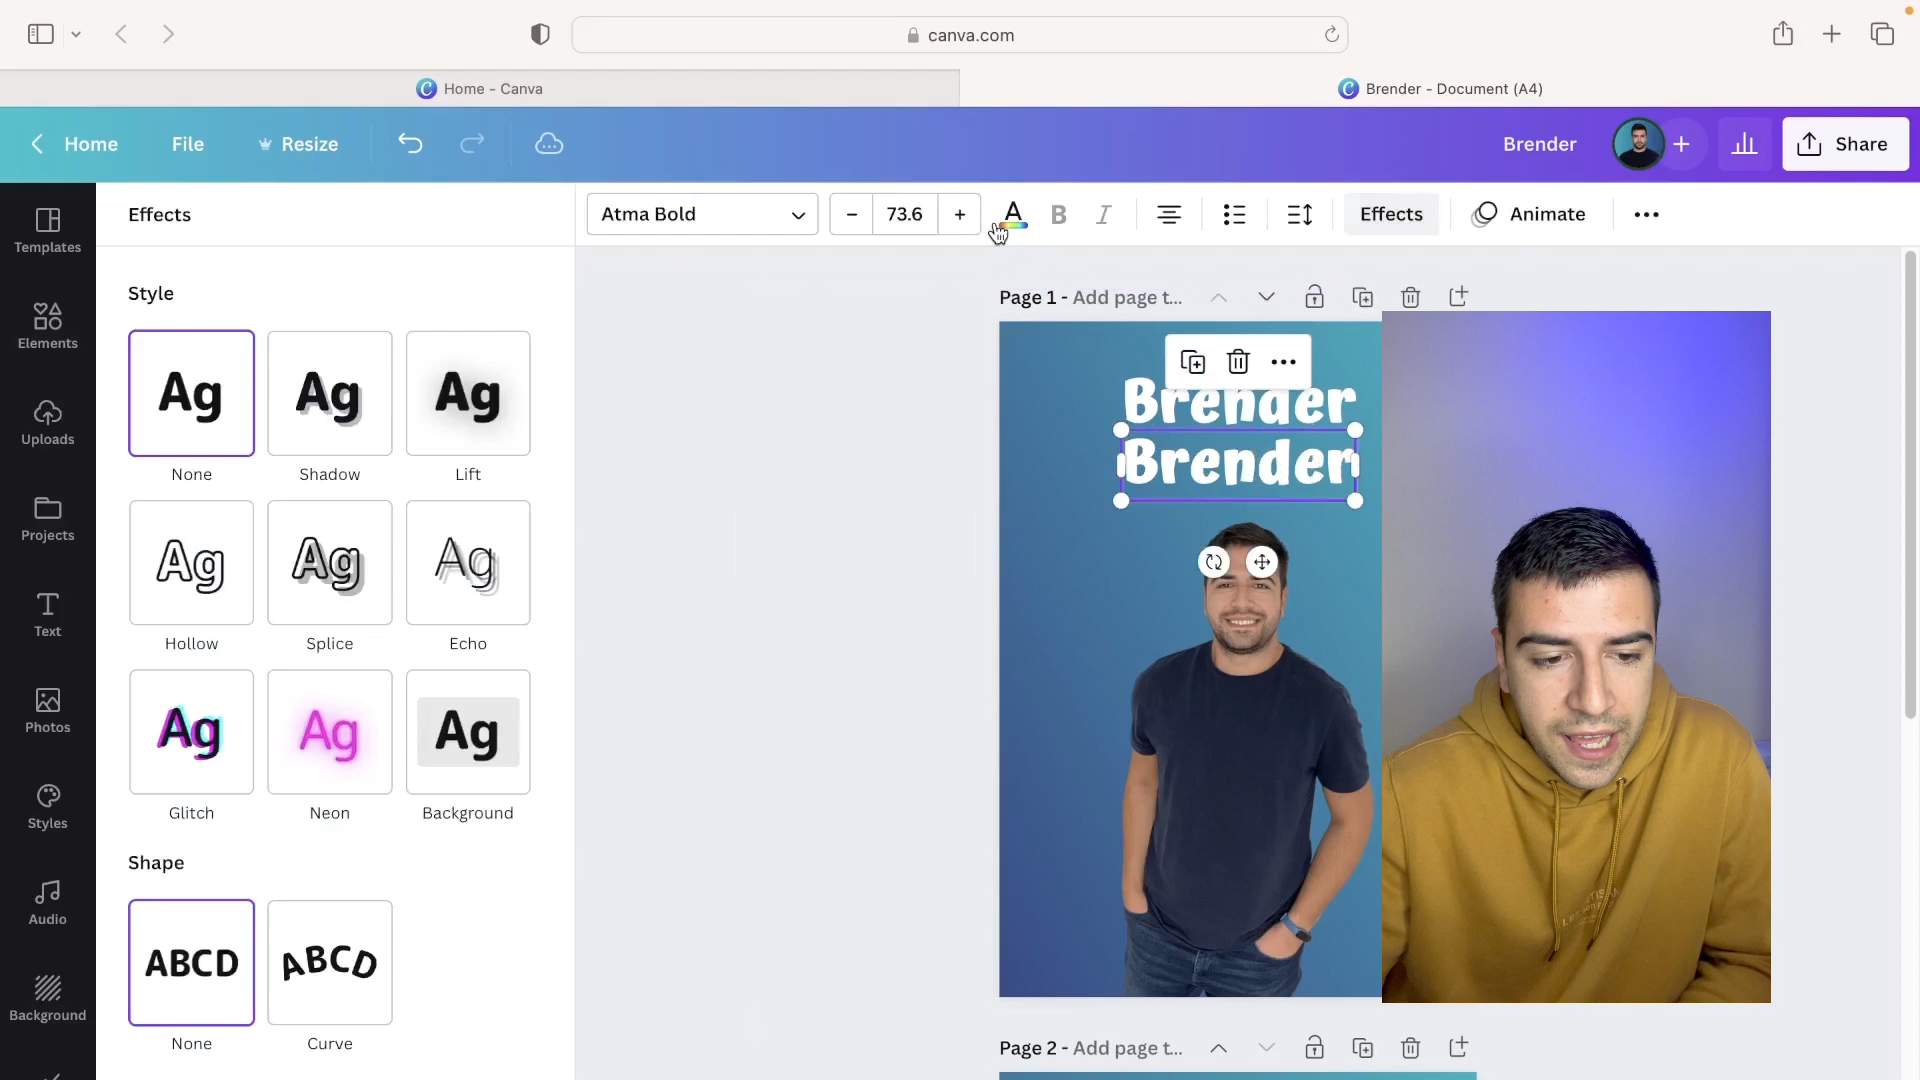 canva.com
Home - Canva
Brender - Document (A4)
Home
File
Resize
Brender
Share
Effects
Atma Bold
- 73.6 +
A B I
Effects
Animate
Templates
Elements
Uploads
Projects
Text
Photos
Styles
Audio
Background
Style
Ag
Ag
Ag
None
Shadow
Lift
Ag
Ag
Ag
Hollow
Splice
Echo
Ag
Ag
Ag
Glitch
Neon
Background
Shape
ABCD
ABCD
None
Curve
Page 1 - Add page t...
Brender
Brender
Page 2 - Add page t...